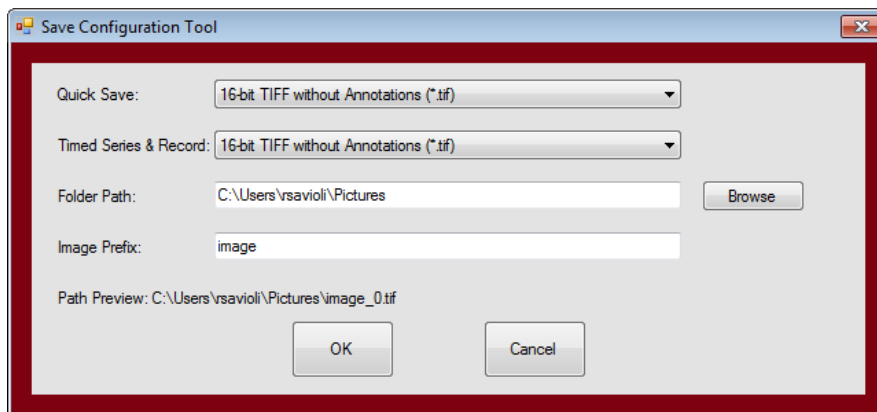 Save Configuration Tool
Quick Save: 16-bit TIFF without Annotations (*.tif)
Timed Series & Record: 16-bit TIFF without Annotations (*.tif)
Folder Path: C:\Users\rsavioli\Pictures Browse
Image Prefix: image
Path Preview: C:\Users\rsavioli\Pictures\image_0.tif
OK Cancel